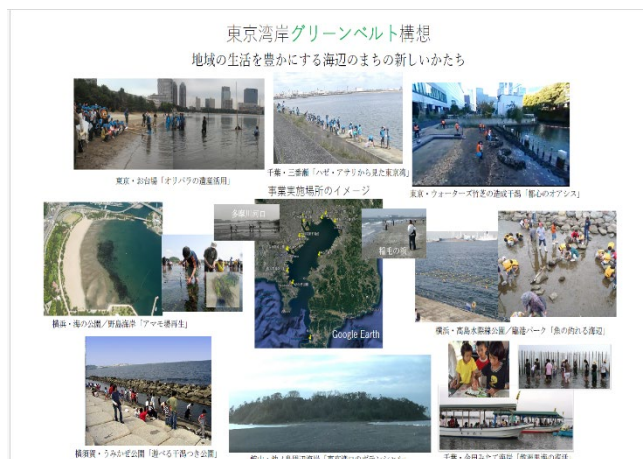 東京湾岸グリーンベルト構想
地域の生活を豊かにする海辺のまちの新しいかたち
東京・お台場「オリパラの遺産活用」
千葉・三番瀬「ハゼ・アサリから見た東京湾」
東京・ウォーターズ竹芝の造成干潟「都心のオアシス」
事業実施場所のイメージ
多摩川河口
稲毛の浜
Google Earth
横浜・海の公園／野島海岸「アマモ場再生」
横浜・高島水際線公園／臨港パーク「魚の釣れる海辺」
横須賀・うみかぜ公園「遊べる干潟つき公園」